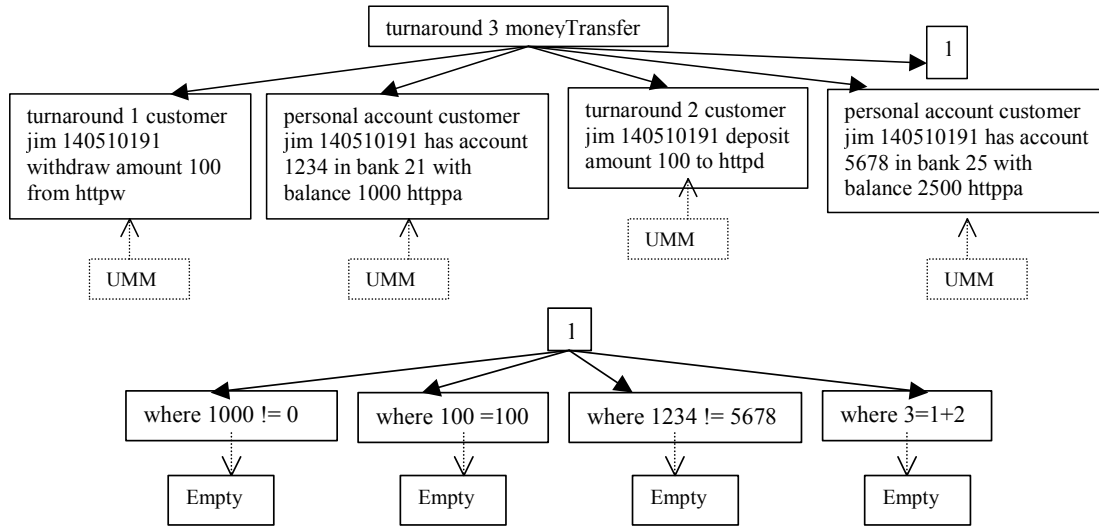 turnaround 3 moneyTransfer
1
turnaround 1 customer
jim 140510191
withdraw amount 100
from httpw
personal account customer
jim 140510191 has account
1234 in bank 21 with
balance 1000 httppa
turnaround 2 customer
jim 140510191 deposit
amount 100 to httpd
personal account customer
jim 140510191 has account
5678 in bank 25 with
balance 2500 httppa
UMM
UMM
UMM
UMM
1
where 1000 != 0
where 100 =100
where 1234 != 5678
where 3=1+2
Empty
Empty
Empty
Empty